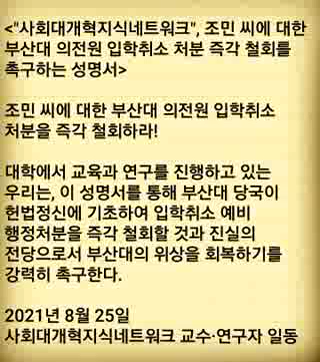 <"사회대개혁지식네트워크", 조민 씨에 대한
부산대 의전원 입학취소 처분 즉각 철회를
촉구하는 성명서>
조민 씨에 대한 부산대 의전원 입학취소
처분을 즉각 철회하라!
대학에서 교육과 연구를 진행하고 있는
우리는, 이 성명서를 통해 부산대 당국이
헌법정신에 기초하여 입학취소 예비
행정처분을 즉각 철회할 것과 진실의
전당으로서 부산대의 위상을 회복하기를
강력히 촉구한다.
2021년 8월 25일
사회대개혁지식네트워크 교수·연구자 일동